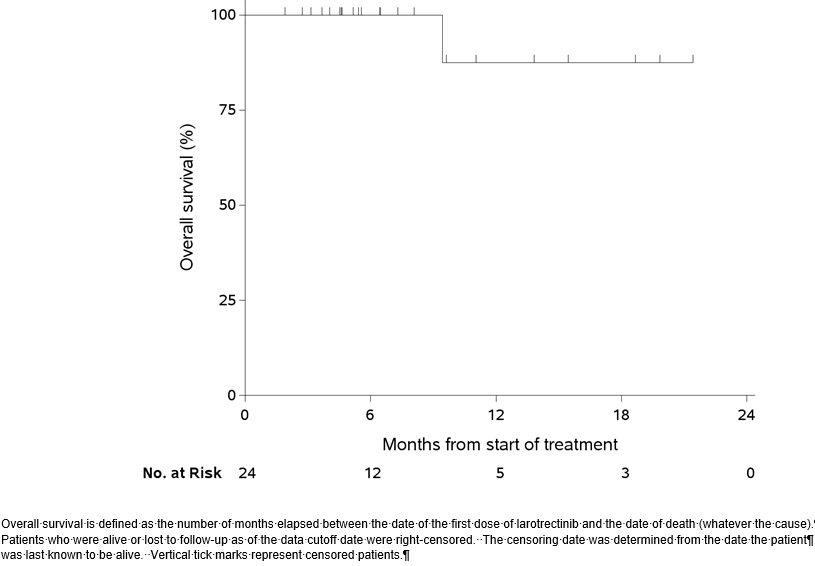 100
75
50
25
0
Overall survival (%)
0 6 12 18 24
Months from start of treatment
No. at Risk 24 12 5 3 0
Overall·survival·is·defined·as·the·number·of·months·elapsed·between·the·date·of·the·first·dose·of·larotrectinib·and·the·date·of·death·(whatever·the·cause).
Patients·who·were·alive·or·lost·to·follow-up·as·of·the·data·cutoff·date·were·right-censored.··The·censoring·date·was·determined·from·the·date·the·patient¶
was·last·known·to·be·alive.··Vertical·tick·marks·represent·censored·patients.¶